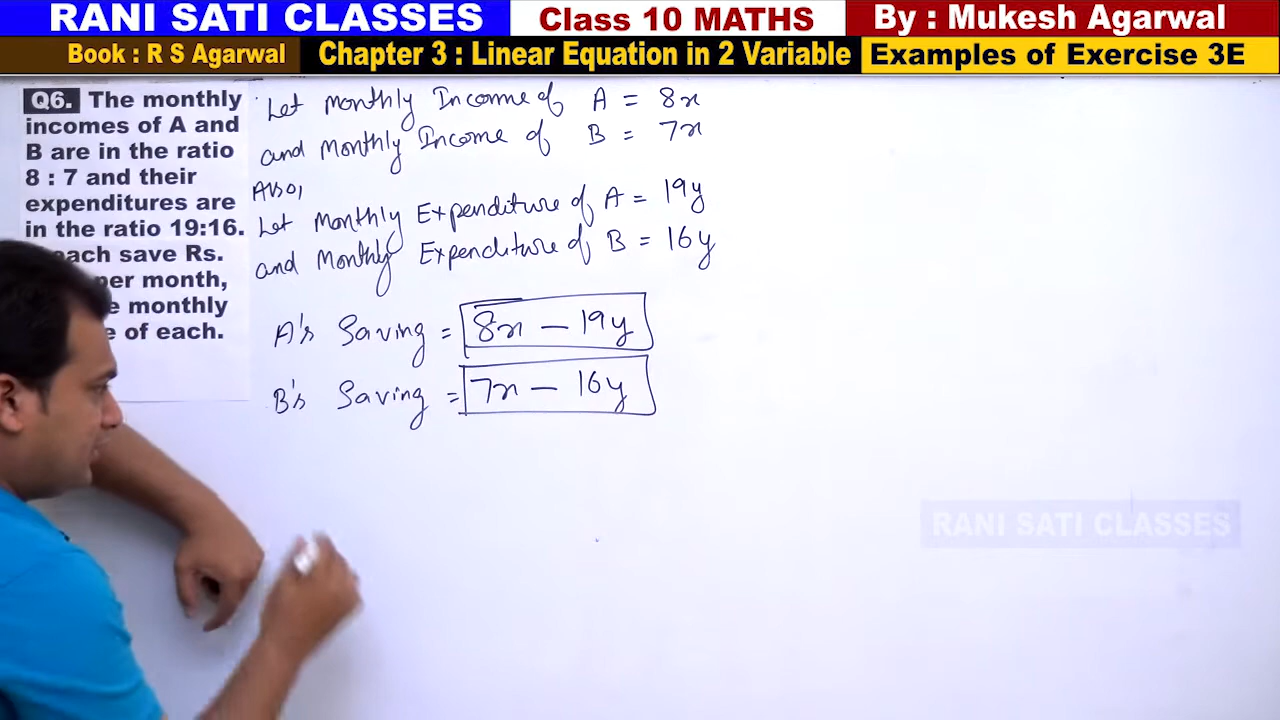 RANI SATI CLASSES
Class 10 MATHS
By : Mukesh Agarwal
Book : R S Agarwal
Chapter 3 : Linear Equation in 2 Variable
Examples of Exercise 3E
Q6. The monthly
incomes of A and
B are in the ratio
8 : 7 and their
expenditures are
in the ratio 19:16.
each save Rs.
per month,
monthly
of each.
Let Monthly Income of A = 8x
and Monthly Income of B = 7x
Also,
Let Monthly Expenditure of A = 19y
and Monthly Expenditure of B = 16y
A's Saving = 8x - 19y
B's Saving = 7x - 16y
RANI SATI CLASSES